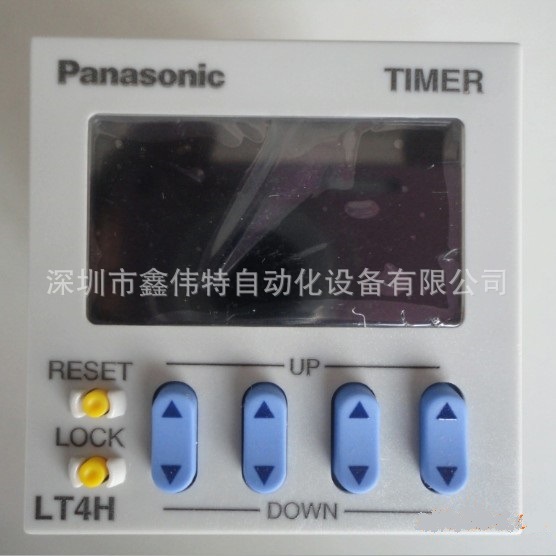 Panasonic TIMER
深圳市鑫伟特自动化设备有限公司
RESET UP
LOCK
LT4H DOWN